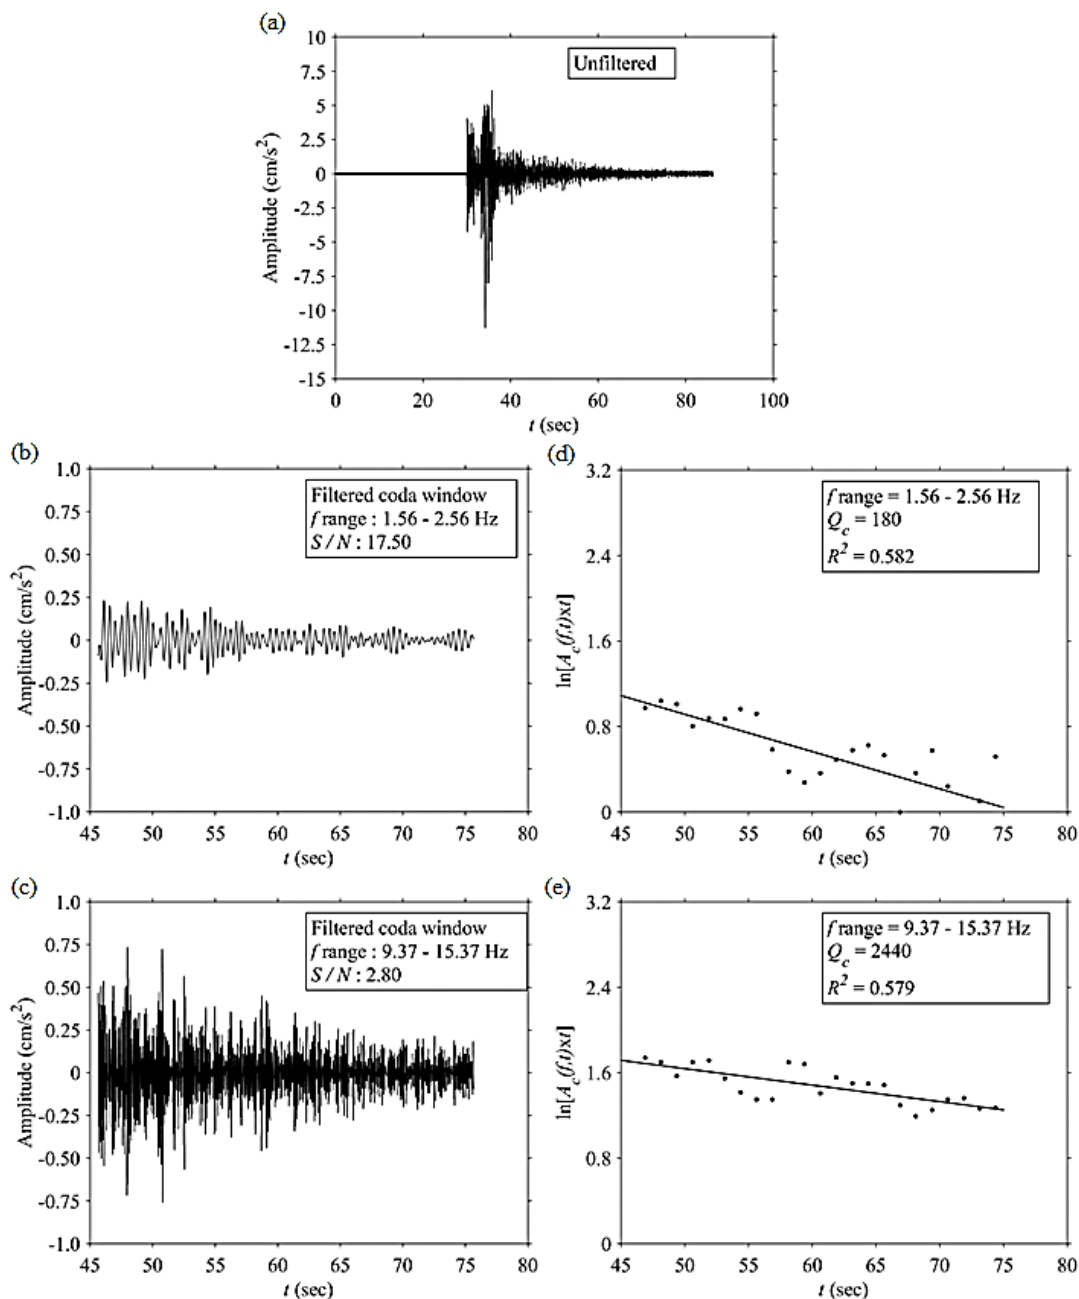 (a)
10
7.5
5
2.5
0
-2.5
-5
-7.5
-10
-12.5
-15
Amplitude (cm/s²)
Unfiltered
0 20 40 60 80 100
t (sec)
(b)
1.0
0.75
0.50
0.25
0
-0.25
-0.50
-0.75
-1.0
Amplitude (cm/s²)
Filtered coda window
f range : 1.56 - 2.56 Hz
S / N : 17.50
45 50 55 60 65 70 75 80
t (sec)
(d)
3.2
2.4
1.6
0.8
0
ln[A_c(f,t)×t]
f range = 1.56 - 2.56 Hz
Q_c = 180
R² = 0.582
45 50 55 60 65 70 75 80
t (sec)
(c)
1.0
0.75
0.50
0.25
0
-0.25
-0.50
-0.75
-1.0
Amplitude (cm/s²)
Filtered coda window
f range : 9.37 - 15.37 Hz
S / N : 2.80
45 50 55 60 65 70 75 80
t (sec)
(e)
3.2
2.4
1.6
0.8
0
ln[A_c(f,t)×t]
f range = 9.37 - 15.37 Hz
Q_c = 2440
R² = 0.579
45 50 55 60 65 70 75 80
t (sec)